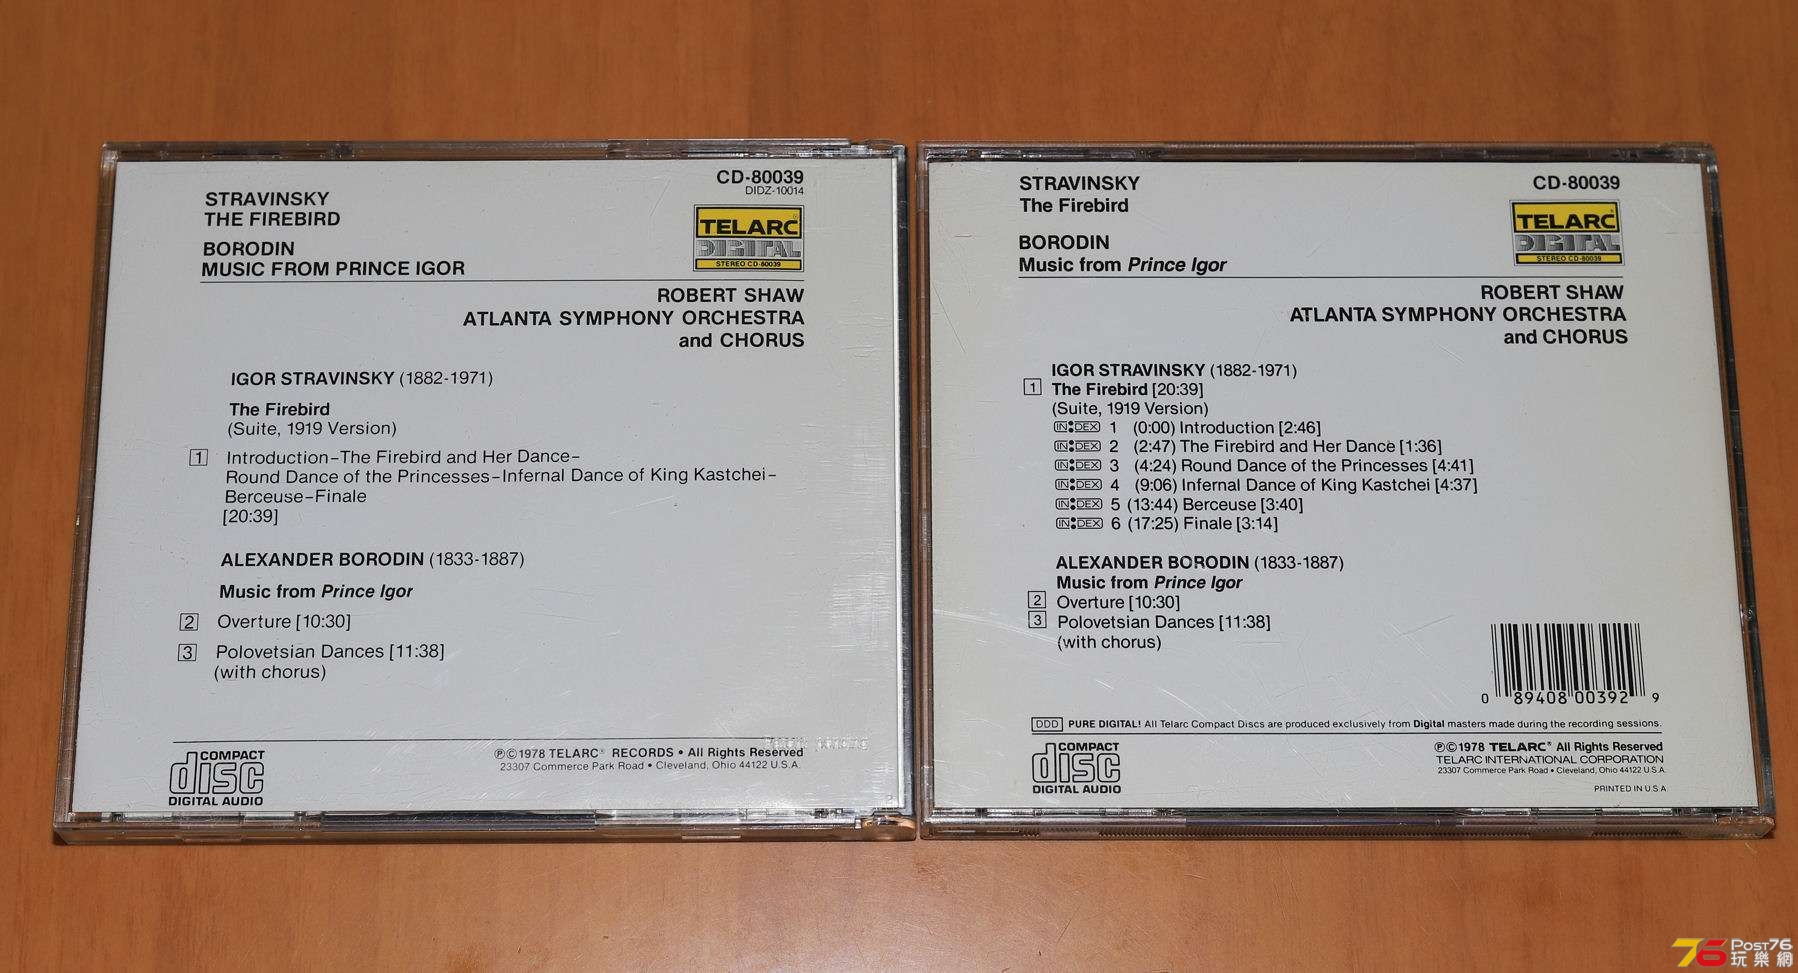 STRAVINSKY
THE FIREBIRD
BORODIN
MUSIC FROM PRINCE IGOR
CD-80039
DIDZ-10014
TELARC®
DIGITAL
STEREO CD-80039
ROBERT SHAW
ATLANTA SYMPHONY ORCHESTRA
and CHORUS
IGOR STRAVINSKY (1882-1971)
The Firebird
(Suite, 1919 Version)
1 Introduction–The Firebird and Her Dance–
Round Dance of the Princesses–Infernal Dance of King Kastchei–
Berceuse–Finale
[20:39]
ALEXANDER BORODIN (1833-1887)
Music from Prince Igor
2 Overture [10:30]
3 Polovetsian Dances [11:38]
(with chorus)
COMPACT
disc
DIGITAL AUDIO
℗©1978 TELARC® RECORDS • All Rights Reserved
23307 Commerce Park Road • Cleveland, Ohio 44122 U.S.A.
STRAVINSKY
The Firebird
BORODIN
Music from Prince Igor
CD-80039
TELARC®
DIGITAL
STEREO CD-80039
ROBERT SHAW
ATLANTA SYMPHONY ORCHESTRA
and CHORUS
IGOR STRAVINSKY (1882-1971)
1 The Firebird [20:39]
(Suite, 1919 Version)
INDEX 1 (0:00) Introduction [2:46]
INDEX 2 (2:47) The Firebird and Her Dance [1:36]
INDEX 3 (4:24) Round Dance of the Princesses [4:41]
INDEX 4 (9:06) Infernal Dance of King Kastchei [4:37]
INDEX 5 (13:44) Berceuse [3:40]
INDEX 6 (17:25) Finale [3:14]
ALEXANDER BORODIN (1833-1887)
Music from Prince Igor
2 Overture [10:30]
3 Polovetsian Dances [11:38]
(with chorus)
0 89408 00392 9
DDD PURE DIGITAL! All Telarc Compact Discs are produced exclusively from Digital masters made during the recording sessions.
COMPACT
disc
DIGITAL AUDIO
℗©1978 TELARC® All Rights Reserved
TELARC INTERNATIONAL CORPORATION
23307 Commerce Park Road • Cleveland, Ohio 44122 U.S.A.
PRINTED IN U.S.A.
76 POST76
玩樂網